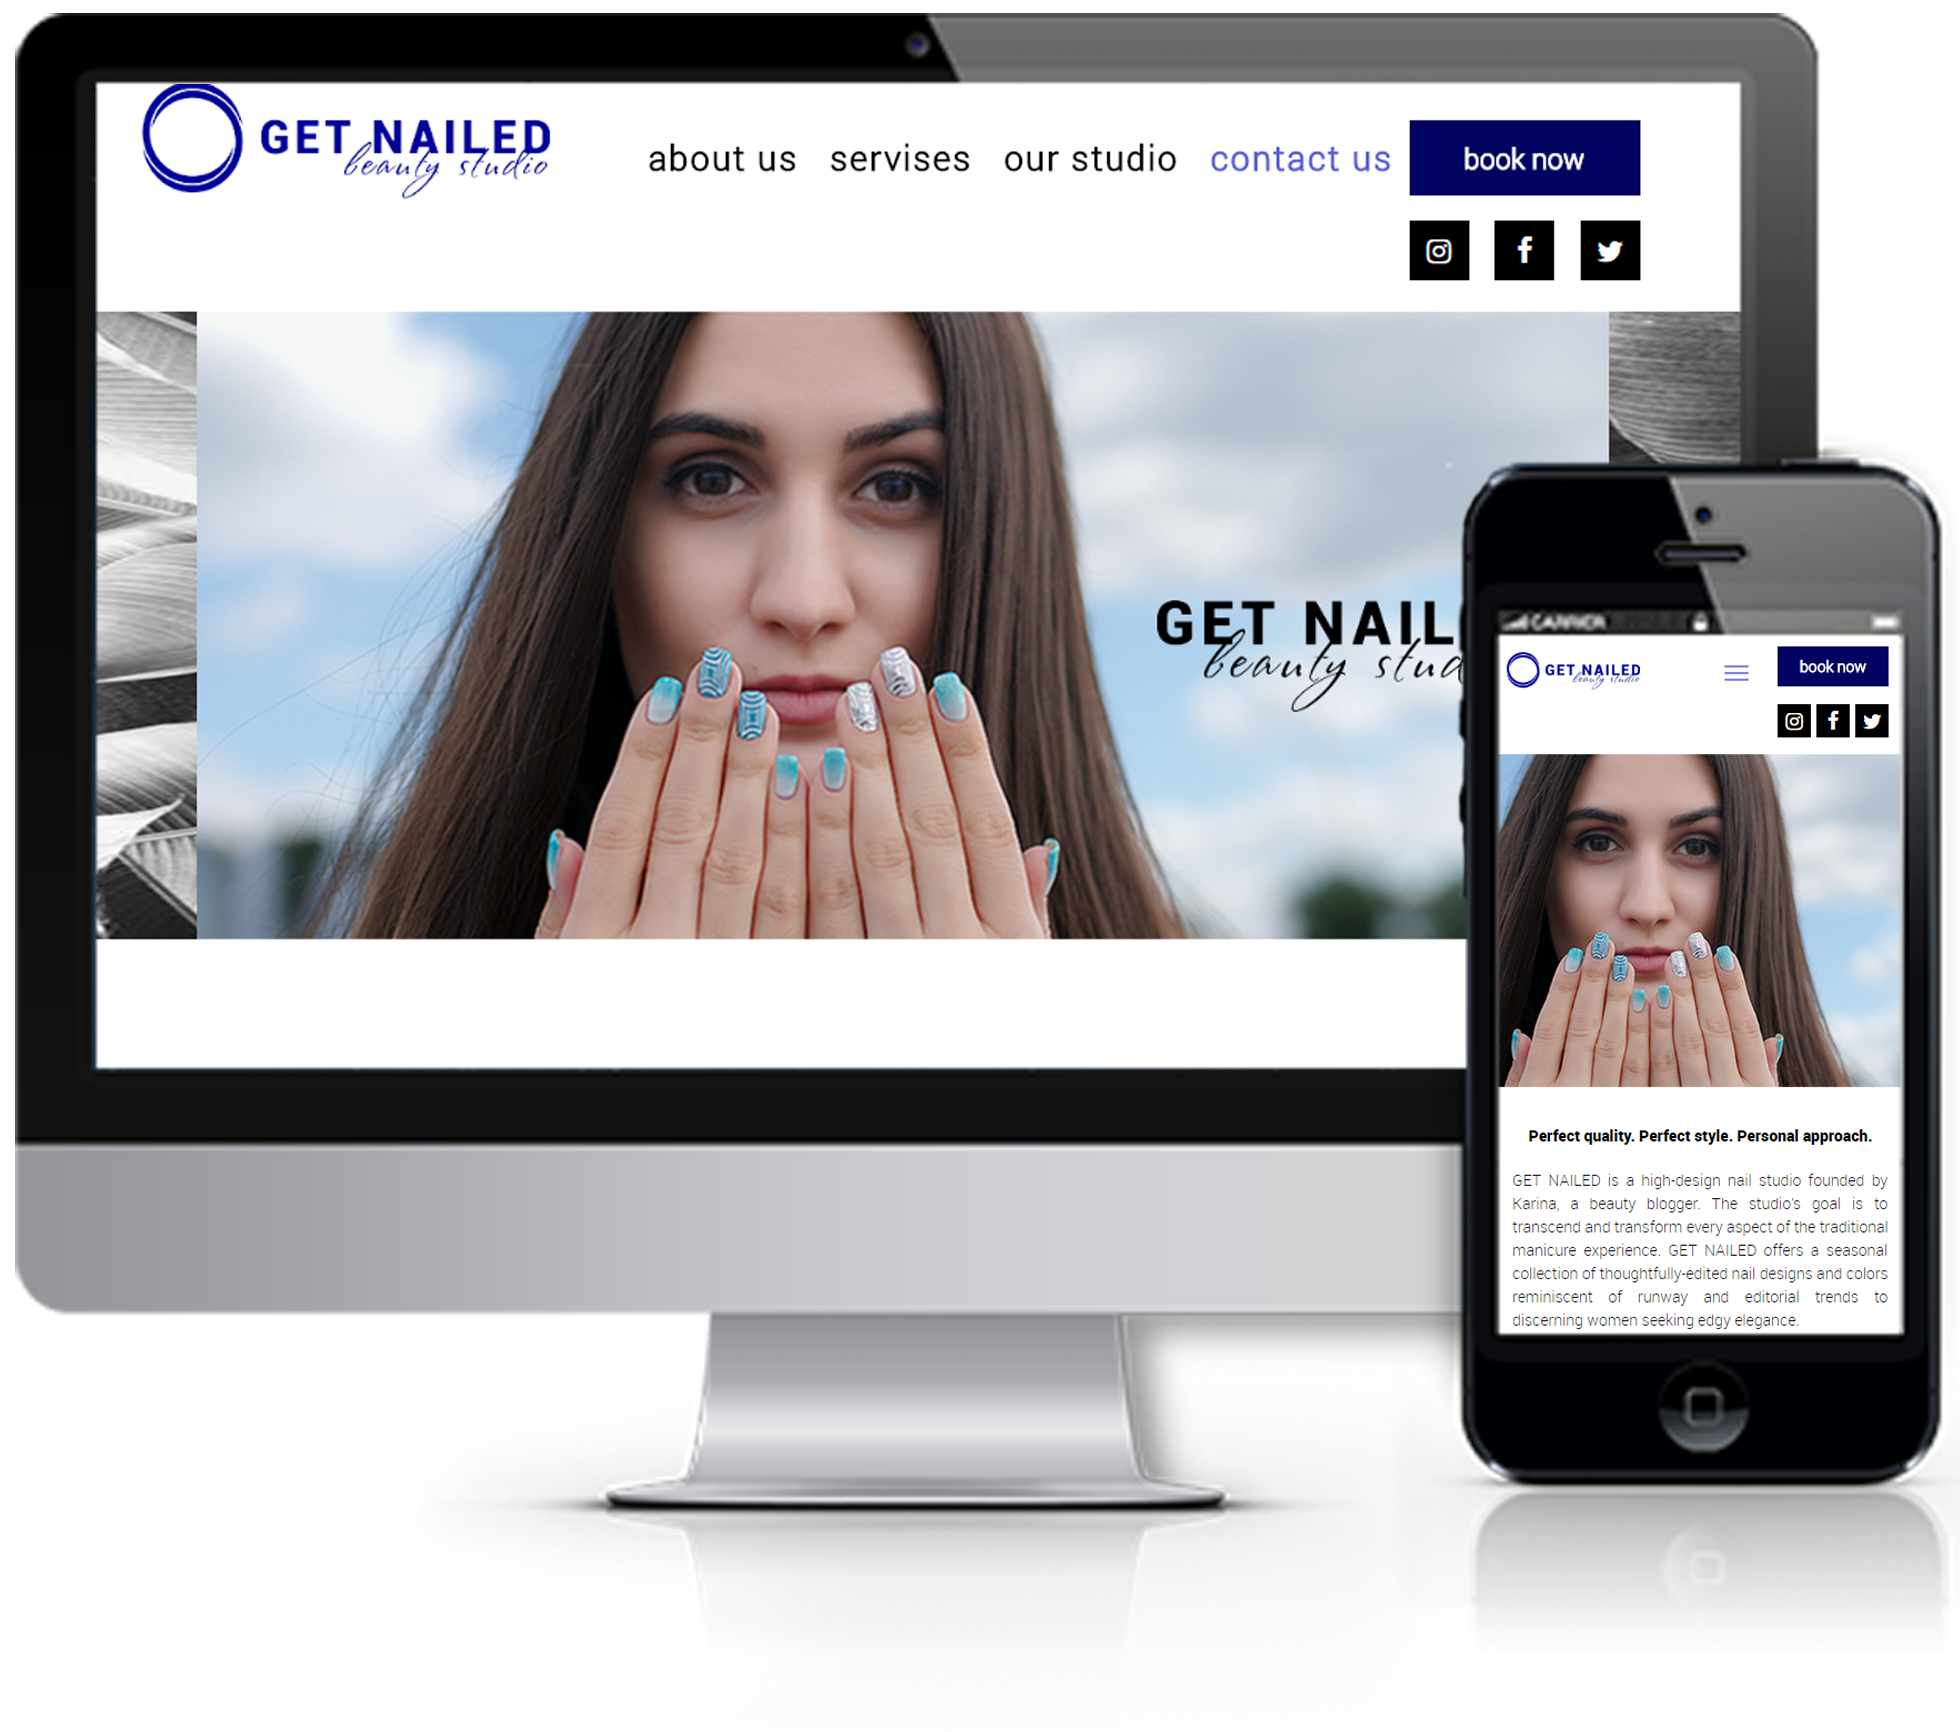 GET NAILED
beauty studio
about us servises our studio contact us
book now
GET NAIL
beauty stud
CARRIER
GET NAILED
beauty studio
book now
Perfect quality. Perfect style. Personal approach.
GET NAILED is a high-design nail studio founded by
Karina, a beauty blogger. The studio's goal is to
transcend and transform every aspect of the traditional
manicure experience. GET NAILED offers a seasonal
collection of thoughtfully-edited nail designs and colors
reminiscent of runway and editorial trends to
discerning women seeking edgy elegance.